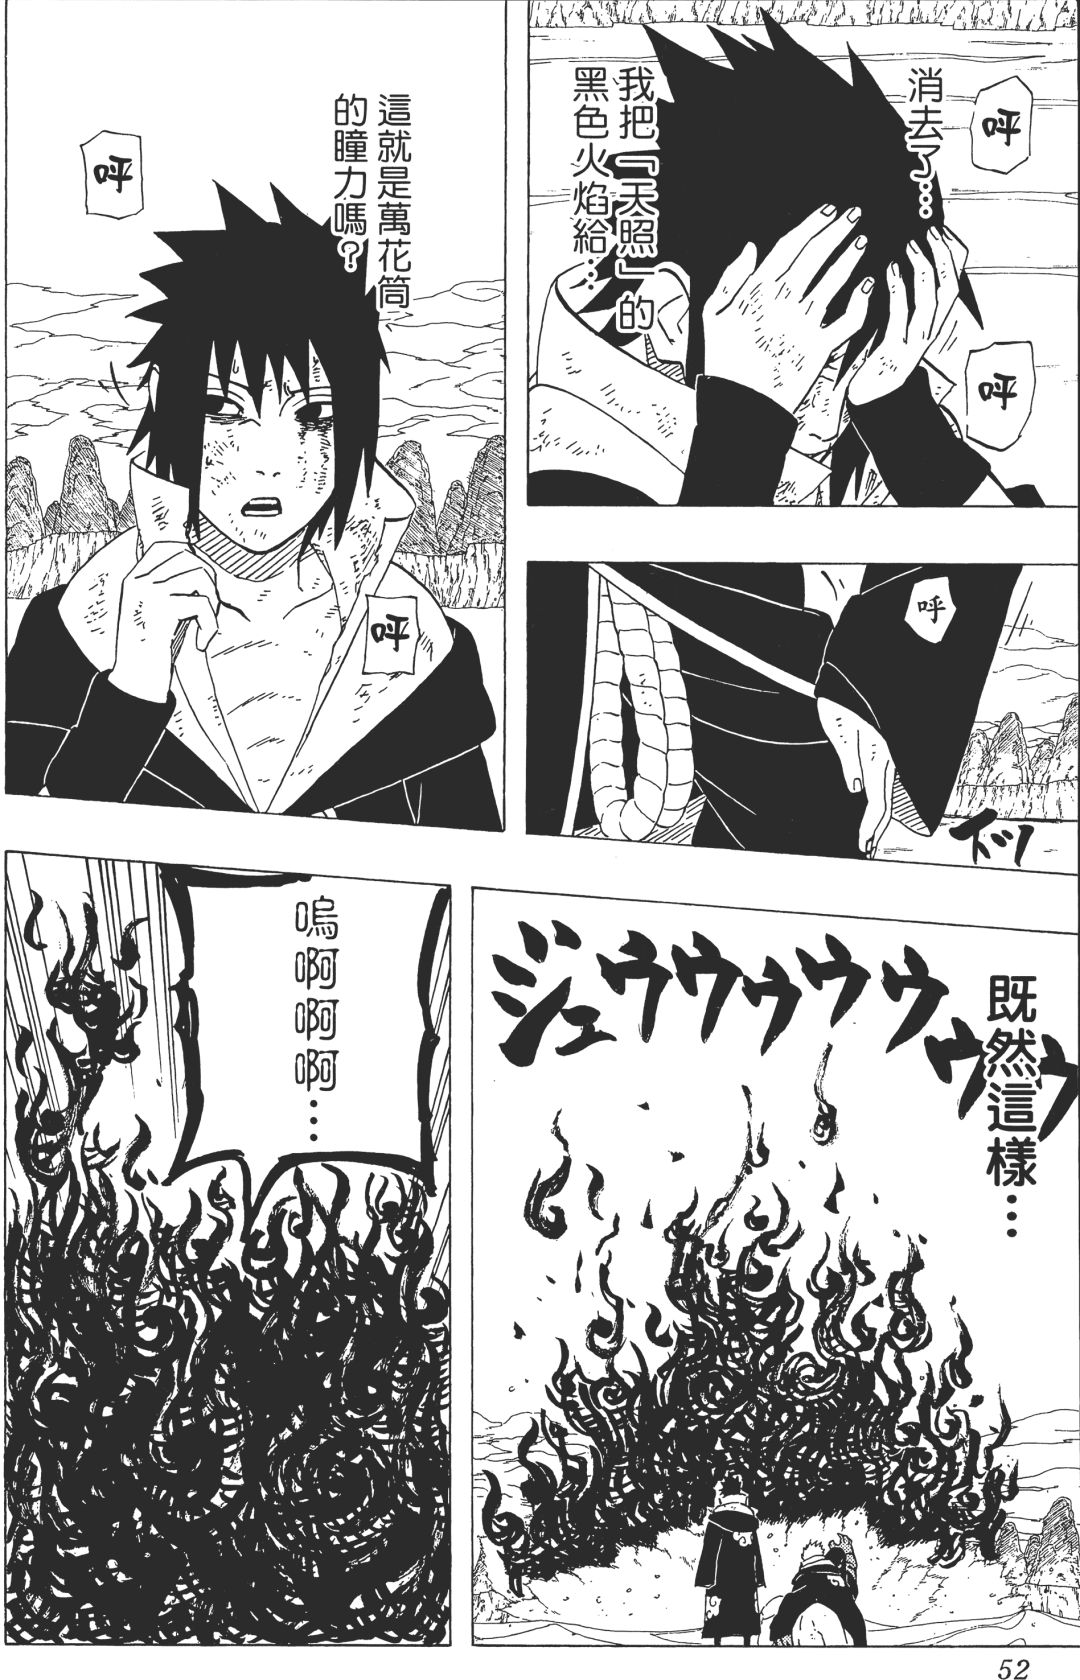 呼
消去了…
我把「天照」的
黑色火焰給…
呼
呼
ドッ
這就是萬花筒
的瞳力嗎?
呼
呼
既然這樣…
ジュウウウウウウウ
嗚啊啊啊…
52